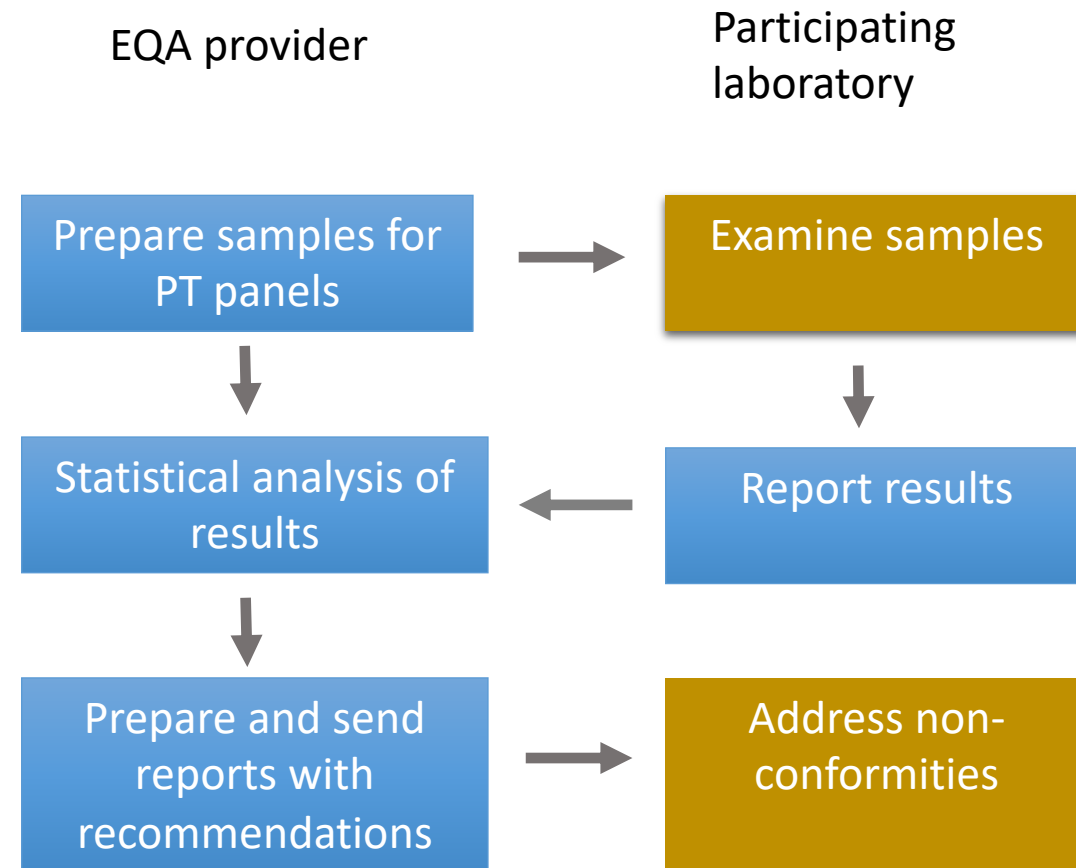 EQA provider
Participating
laboratory
Prepare samples for
PT panels
Examine samples
Statistical analysis of
results
Report results
Prepare and send
reports with
recommendations
Address non-
conformities